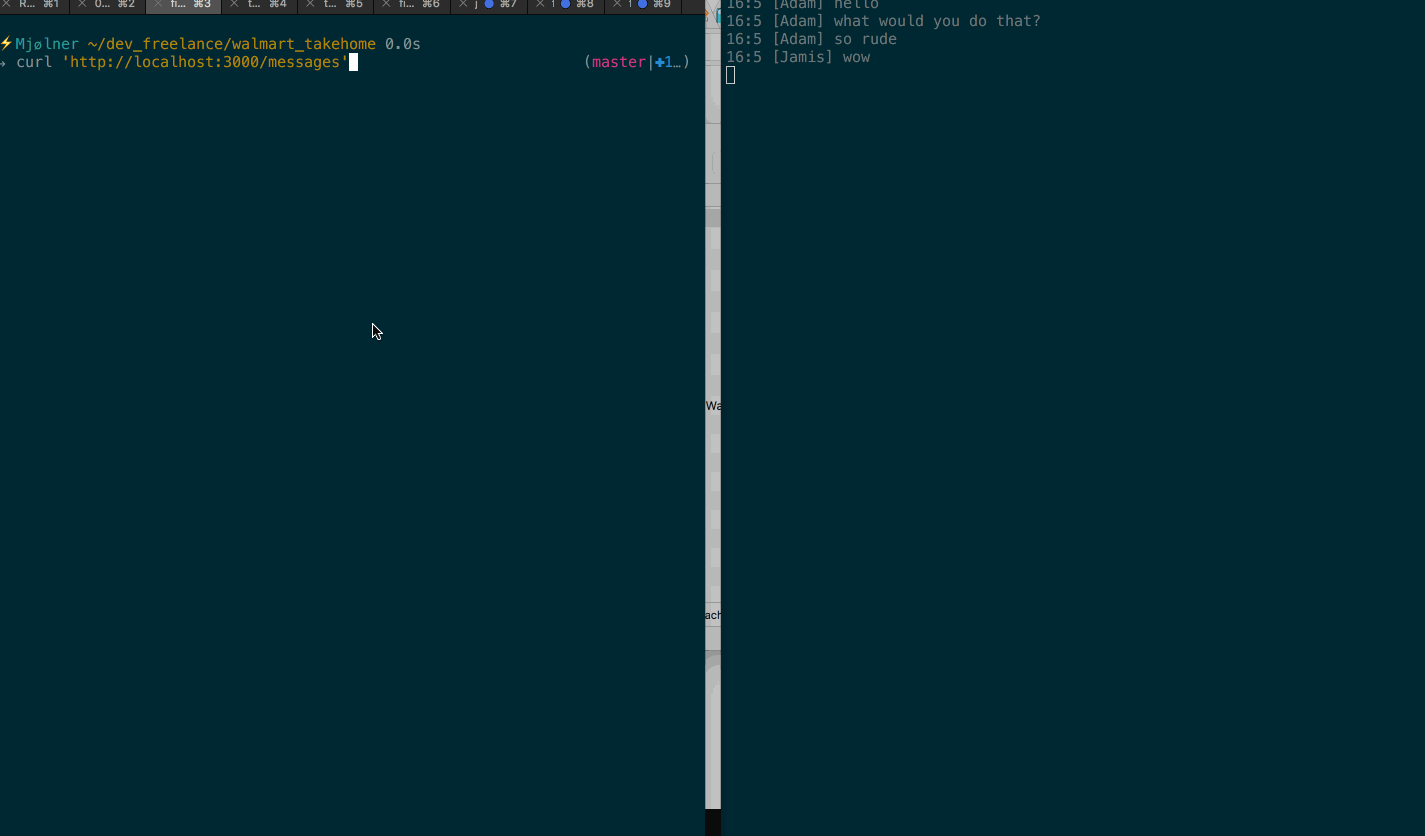 R... ⌘1 0... ⌘2 fi... ⌘3 t... ⌘4 t... ⌘5 fi... ⌘6 j ⌘7 ⌘8 ⌘9
⚡Mjølner ~/dev_freelance/walmart_takehome 0.0s
→ curl 'http://localhost:3000/messages' (master|✚1…)
16:5 [Adam] hello
16:5 [Adam] what would you do that?
16:5 [Adam] so rude
16:5 [Jamis] wow
Wa
ach